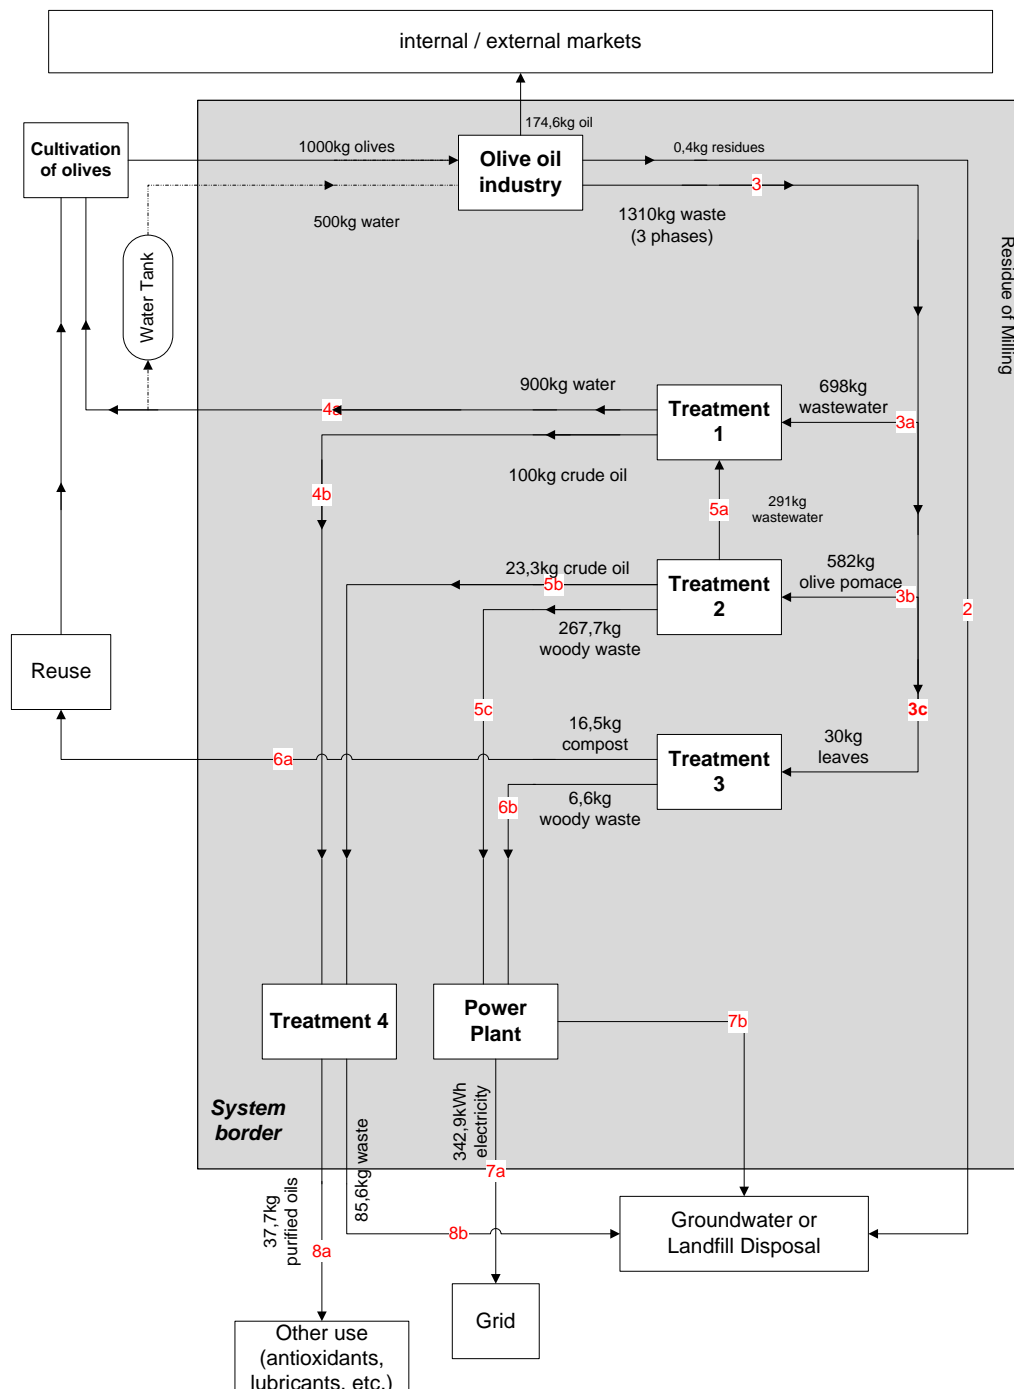 internal / external markets
174,6kg oil
Cultivation
of olives
1000kg olives
Olive oil
industry
0,4kg residues
3
500kg water
1310kg waste
(3 phases)
Water Tank
Residue of Milling
900kg water
4a
Treatment
1
698kg
wastewater
3a
100kg crude oil
4b
5a
291kg
wastewater
23,3kg crude oil
5b
Treatment
2
582kg
olive pomace
3b
2
267,7kg
woody waste
Reuse
5c
3c
16,5kg
compost
6a
Treatment
3
30kg
leaves
6b
6,6kg
woody waste
Treatment 4
Power
Plant
7b
System
border
85,6kg waste
342,9kWh
electricity
7a
37,7kg
purified oils
8a
8b
Groundwater or
Landfill Disposal
Grid
Other use
(antioxidants,
lubricants, etc.)